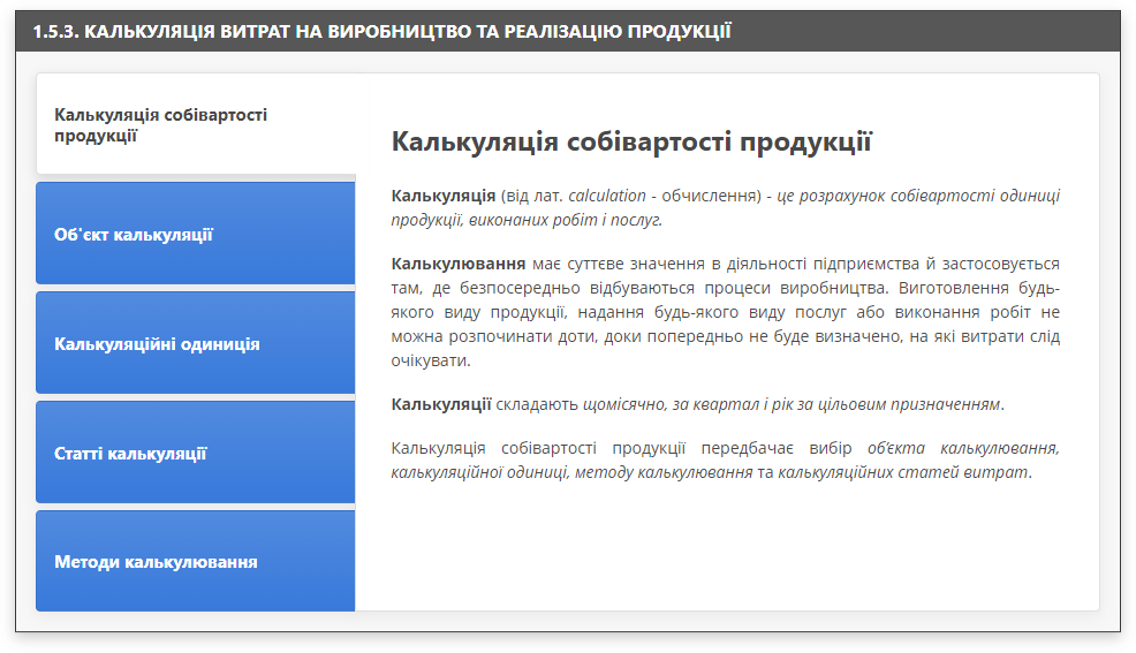 1.5.3. КАЛЬКУЛЯЦІЯ ВИТРАТ НА ВИРОБНИЦТВО ТА РЕАЛІЗАЦІЮ ПРОДУКЦІЇ
Калькуляція собівартості
продукції
Об'єкт калькуляції
Калькуляційні одиниція
Статті калькуляції
Методи калькулювання
Калькуляція собівартості продукції
Калькуляція (від лат. calculation - обчислення) - це розрахунок собівартості одиниці
продукції, виконаних робіт і послуг.
Калькулювання має суттєве значення в діяльності підприємства й застосовується
там, де безпосередньо відбуваються процеси виробництва. Виготовлення будь-
якого виду продукції, надання будь-якого виду послуг або виконання робіт не
можна розпочинати доти, доки попередньо не буде визначено, на які витрати слід
очікувати.
Калькуляції складають щомісячно, за квартал і рік за цільовим призначенням.
Калькуляція собівартості продукції передбачає вибір об’єкта калькулювання,
калькуляційної одиниці, методу калькулювання та калькуляційних статей витрат.